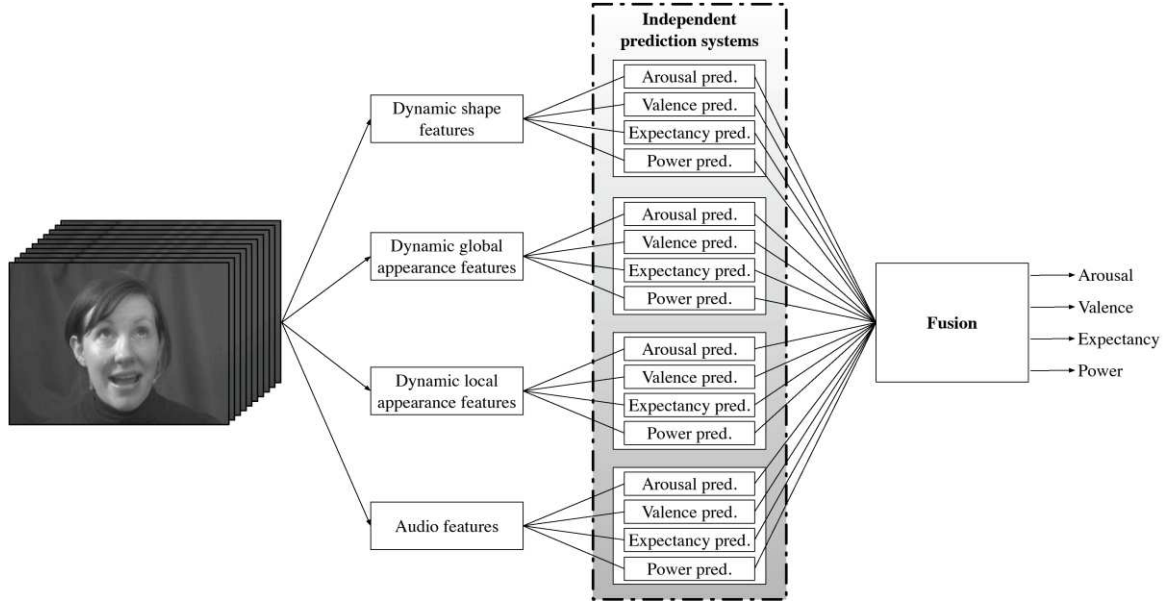 Independent
prediction systems
Arousal pred.
Valence pred.
Expectancy pred.
Power pred.
Dynamic shape
features
Arousal pred.
Valence pred.
Expectancy pred.
Power pred.
Dynamic global
appearance features
Arousal pred.
Valence pred.
Expectancy pred.
Power pred.
Dynamic local
appearance features
Arousal pred.
Valence pred.
Expectancy pred.
Power pred.
Audio features
Fusion
Arousal
Valence
Expectancy
Power